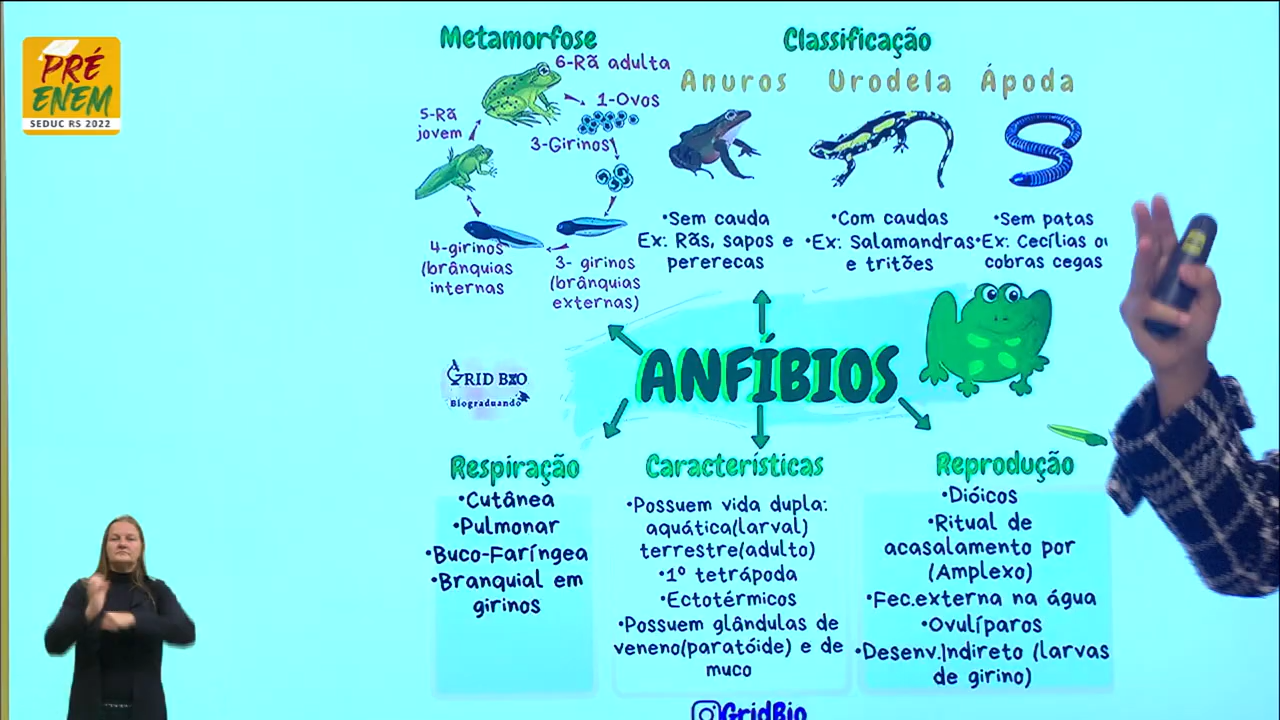 PRÉ
ENEM
SEDUC RS 2022
Metamorfose
6-Rã adulta
1-Ovos
5-Rã
jovem
3-Girinos
4-girinos
(brânquias
internas
3- girinos
(brânquias
externas)
Classificação
Anuros
Urodela
Ápoda
•Sem cauda
Ex: Rãs, sapos e
pererecas
•Com caudas
•Ex: Salamandras
e tritões
•Sem patas
•Ex: Cecílias ou
cobras cegas
GRID BIO
Biograduando
ANFÍBIOS
Respiração
•Cutânea
•Pulmonar
•Buco-Faríngea
•Branquial em
girinos
Características
•Possuem vida dupla:
aquática(larval)
terrestre(adulto)
•1º tetrápoda
•Ectotérmicos
•Possuem glândulas de
veneno(paratóide) e de
muco
Reprodução
•Dióicos
•Ritual de
acasalamento por
(Amplexo)
•Fec.externa na água
•Ovulíparos
•Desenv.Indireto (larvas
de girino)
GridBio